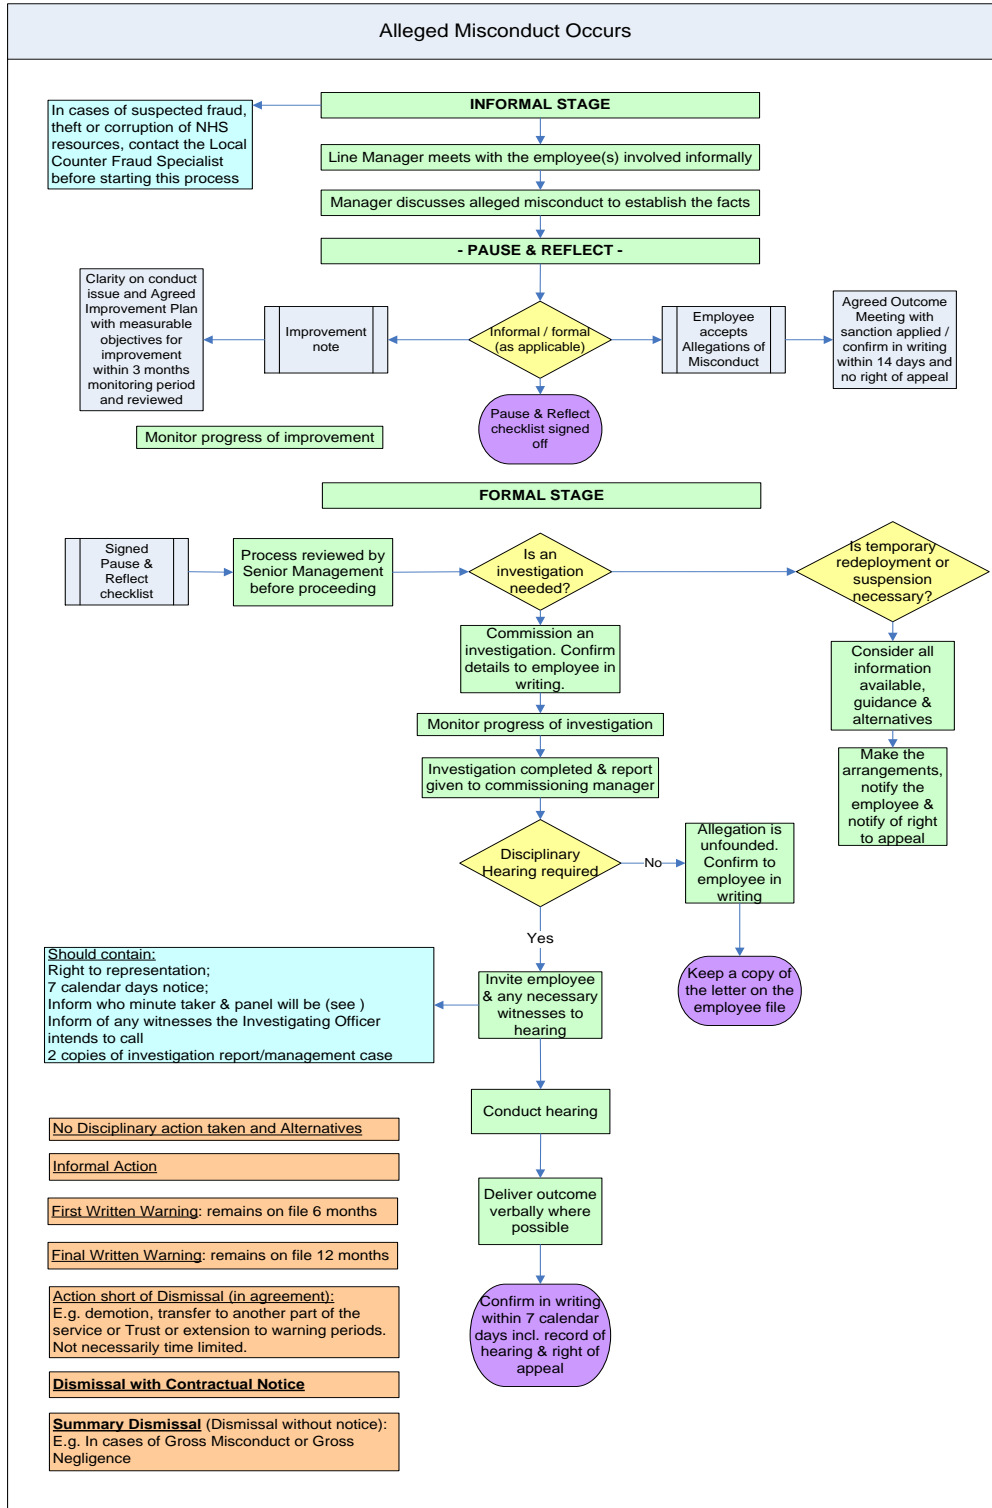 Alleged Misconduct Occurs
In cases of suspected fraud,
theft or corruption of NHS
resources, contact the Local
Counter Fraud Specialist
before starting this process
INFORMAL STAGE
Line Manager meets with the employee(s) involved informally
Manager discusses alleged misconduct to establish the facts
- PAUSE & REFLECT -
Clarity on conduct
issue and Agreed
Improvement Plan
with measurable
objectives for
improvement
within 3 months
monitoring period
and reviewed
Improvement
note
Informal / formal
(as applicable)
Employee
accepts
Allegations of
Misconduct
Agreed Outcome
Meeting with
sanction applied /
confirm in writing
within 14 days and
no right of appeal
Pause & Reflect
checklist signed
off
Monitor progress of improvement
FORMAL STAGE
Signed
Pause &
Reflect
checklist
Process reviewed by
Senior Management
before proceeding
Is an
investigation
needed?
Is temporary
redeployment or
suspension
necessary?
Commission an
investigation. Confirm
details to employee in
writing.
Consider all
information
available,
guidance &
alternatives
Monitor progress of investigation
Make the
arrangements,
notify the
employee &
notify of right
to appeal
Investigation completed & report
given to commissioning manager
Disciplinary
Hearing required
No
Allegation is
unfounded.
Confirm to
employee in
writing
Yes
Keep a copy of
the letter on the
employee file
Should contain:
Right to representation;
7 calendar days notice;
Inform who minute taker & panel will be (see )
Inform of any witnesses the Investigating Officer
intends to call
2 copies of investigation report/management case
Invite employee
& any necessary
witnesses to
hearing
Conduct hearing
Deliver outcome
verbally where
possible
Confirm in writing
within 7 calendar
days incl. record of
hearing & right of
appeal
No Disciplinary action taken and Alternatives
Informal Action
First Written Warning: remains on file 6 months
Final Written Warning: remains on file 12 months
Action short of Dismissal (in agreement):
E.g. demotion, transfer to another part of the
service or Trust or extension to warning periods.
Not necessarily time limited.
Dismissal with Contractual Notice
Summary Dismissal (Dismissal without notice):
E.g. In cases of Gross Misconduct or Gross
Negligence